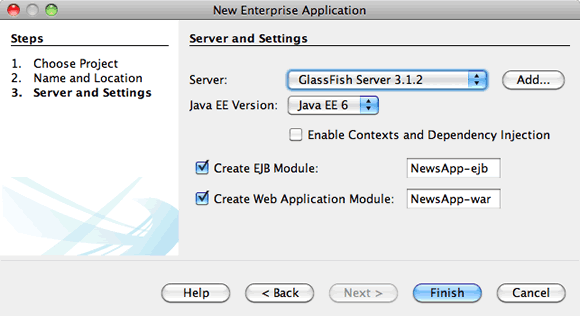 New Enterprise Application
Steps
1. Choose Project
2. Name and Location
3. Server and Settings
Server and Settings
Server: GlassFish Server 3.1.2 Add...
Java EE Version: Java EE 6
Enable Contexts and Dependency Injection
Create EJB Module: NewsApp-ejb
Create Web Application Module: NewsApp-war
Help < Back Next > Finish Cancel